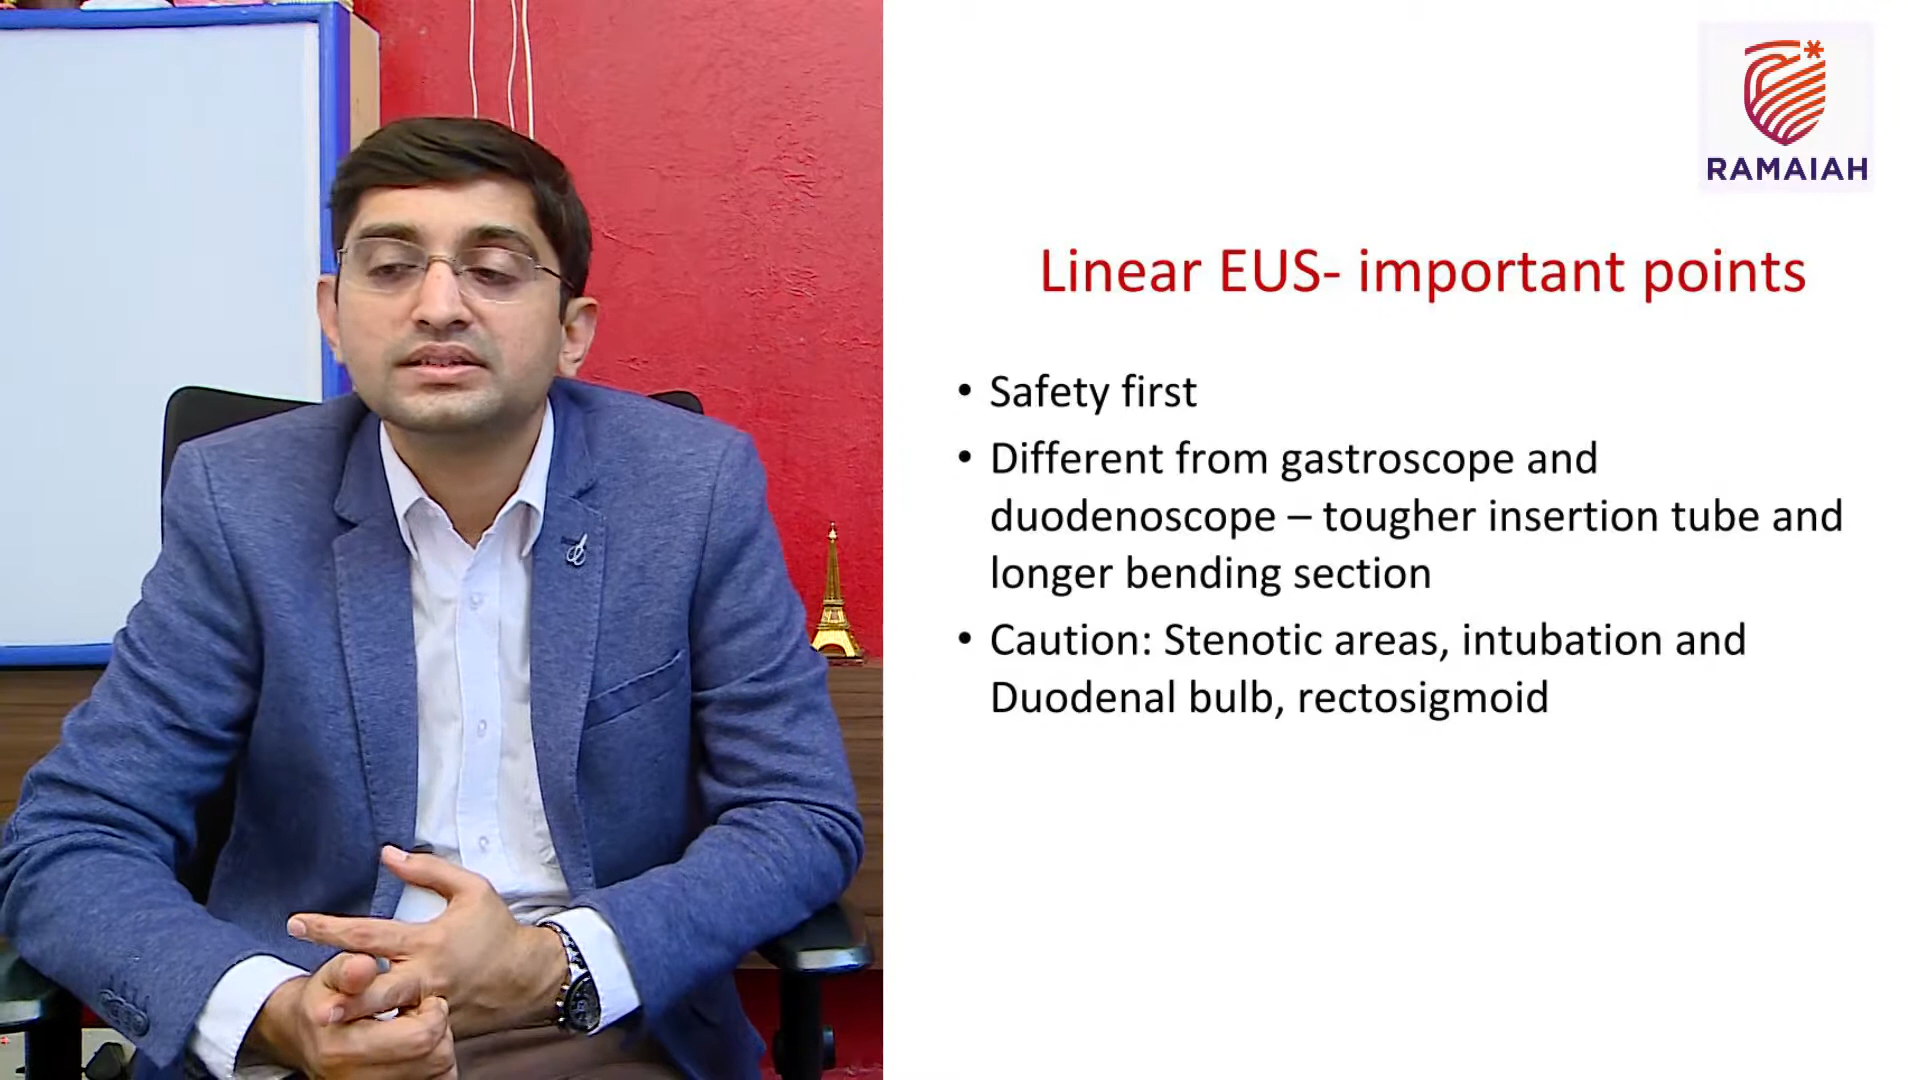 RAMAIAH
Linear EUS- important points
• Safety first
• Different from gastroscope and
duodenoscope – tougher insertion tube and
longer bending section
• Caution: Stenotic areas, intubation and
Duodenal bulb, rectosigmoid